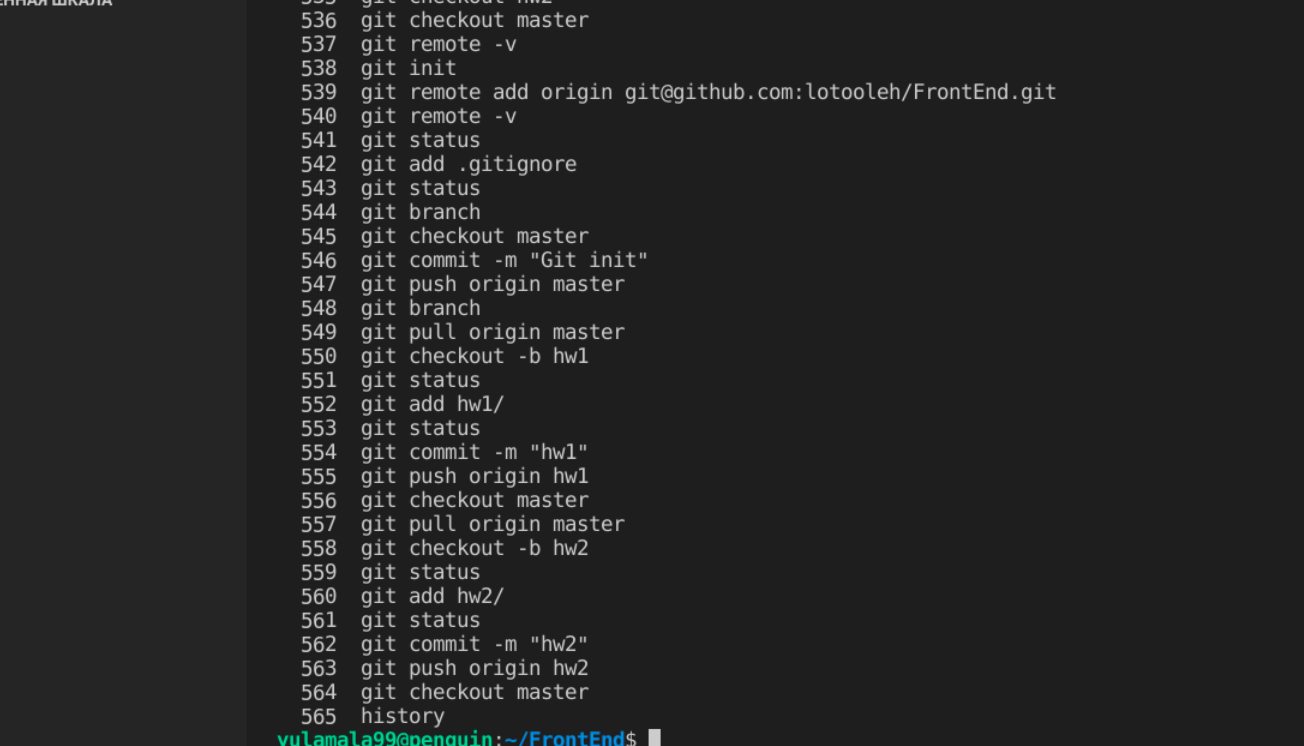 ЕННАЯ ШКАЛА
535 git checkout hw2
536 git checkout master
537 git remote -v
538 git init
539 git remote add origin git@github.com:lotooleh/FrontEnd.git
540 git remote -v
541 git status
542 git add .gitignore
543 git status
544 git branch
545 git checkout master
546 git commit -m "Git init"
547 git push origin master
548 git branch
549 git pull origin master
550 git checkout -b hw1
551 git status
552 git add hw1/
553 git status
554 git commit -m "hw1"
555 git push origin hw1
556 git checkout master
557 git pull origin master
558 git checkout -b hw2
559 git status
560 git add hw2/
561 git status
562 git commit -m "hw2"
563 git push origin hw2
564 git checkout master
565 history
yulamala99@penguin:~/FrontEnd$